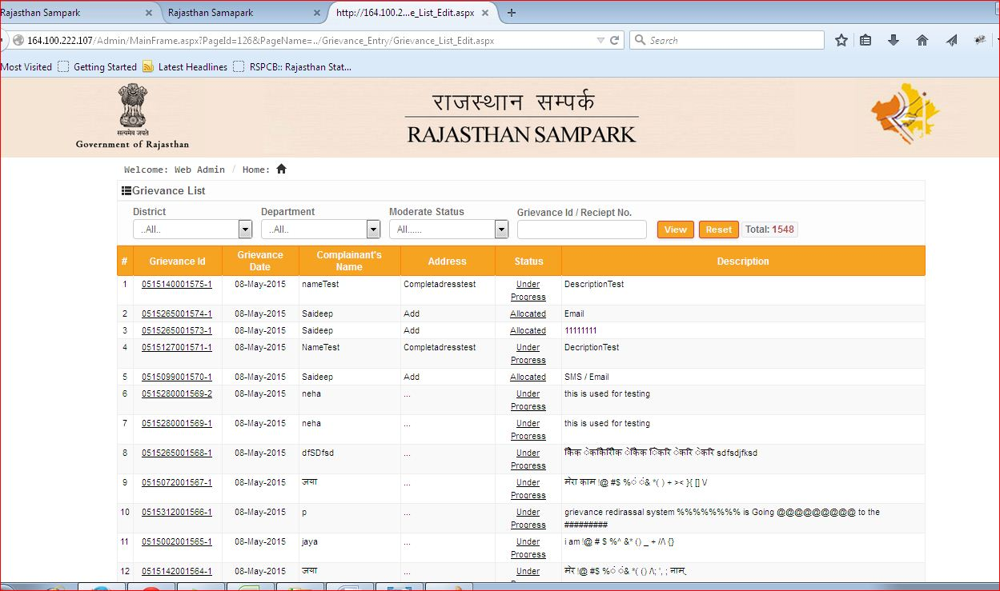 Rajasthan Sampark
Rajasthan Samapark
http://164.100.2...e_List_Edit.aspx
164.100.222.107/Admin/MainFrame.aspx?PageId=126&PageName=../Grievance_Entry/Grievance_List_Edit.aspx
Search
Most Visited Getting Started Latest Headlines RSPCB:: Rajasthan Stat...
सत्यमेव जयते
Government of Rajasthan
राजस्थान सम्पर्क
RAJASTHAN SAMPARK
Welcome: Web Admin / Home:
Grievance List
District Department Moderate Status Grievance Id / Reciept No.
..All.. ..All.. All...... View Reset Total: 1548
# Grievance Id Grievance Date Complainant's Name Address Status Description
1 0515140001575-1 08-May-2015 nameTest Completadresstest Under Progress DescriptionTest
2 0515265001574-1 08-May-2015 Saideep Add Allocated Email
3 0515265001573-1 08-May-2015 Saideep Add Allocated 11111111
4 0515127001571-1 08-May-2015 NameTest Completadresstest Under Progress DecriptionTest
5 0515099001570-1 08-May-2015 Saideep Add Allocated SMS / Email
6 0515280001569-2 08-May-2015 neha ... Under Progress this is used for testing
7 0515280001569-1 08-May-2015 neha ... Under Progress this is used for testing
8 0515265001568-1 08-May-2015 dfSDfsd ... Under Progress sdfsdjfksd
9 0515072001567-1 08-May-2015 जया ... Under Progress मेरा काम !@ #$ %ं ं& *( ) + >< }{ [] \/
10 0515312001566-1 08-May-2015 p ... Under Progress grievance redirassal system %%%%%%%% is Going @@@@@@@@@ to the #########
11 0515002001565-1 08-May-2015 jaya ... Under Progress i am !@ # $ %^ &* () _ + //\ {}
12 0515142001564-1 08-May-2015 जया ... Under मेर !@ #$ %ं ं& *( () /\; ', ; नाम्